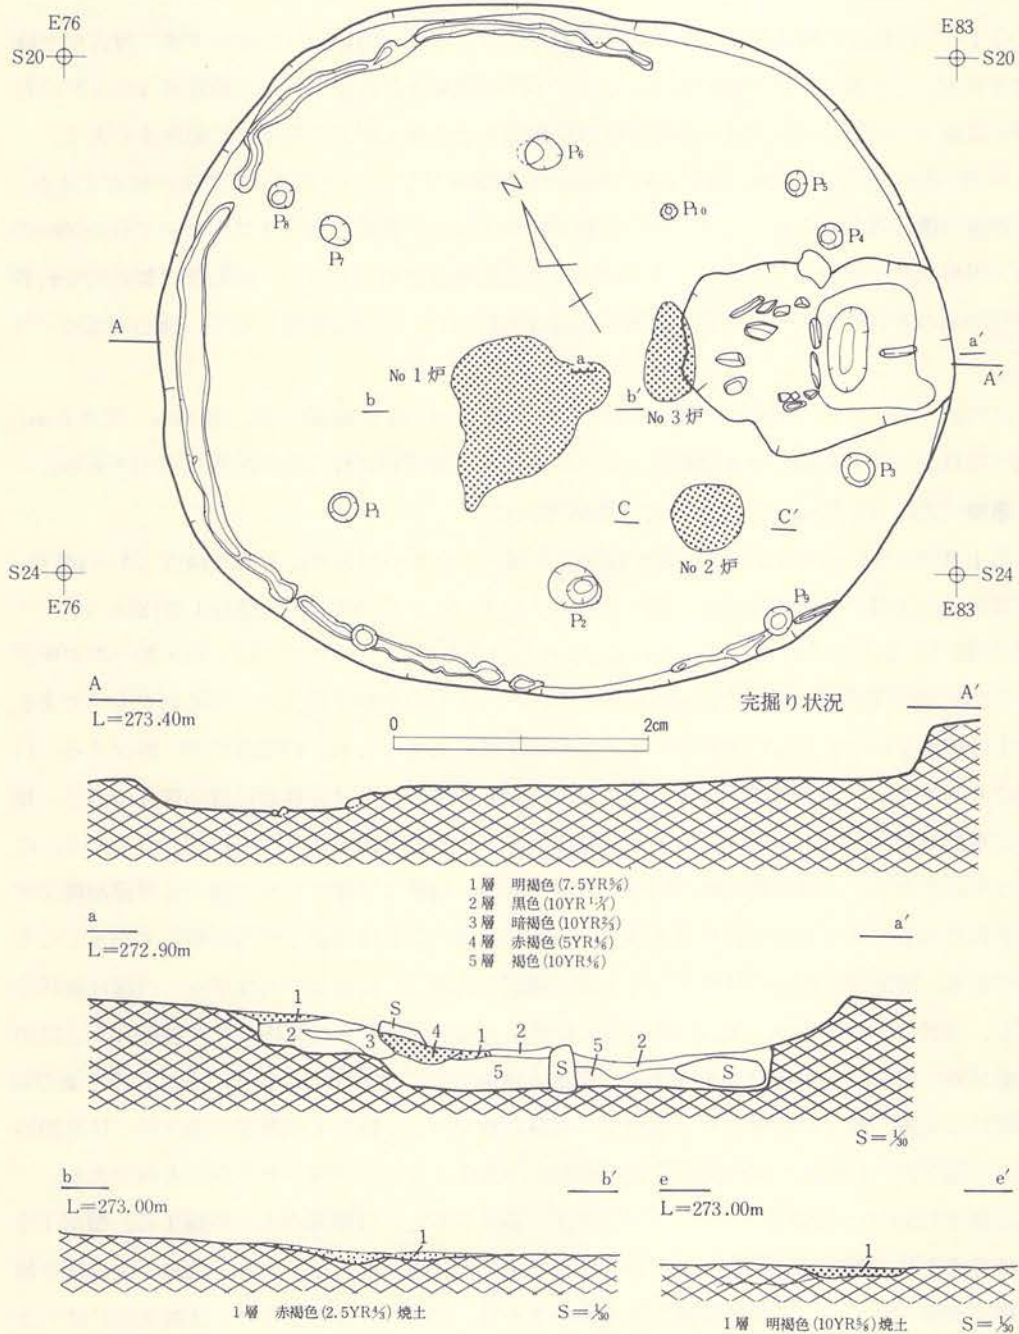 E76
E83
S20
S20
P6
P5
P8
P10
P7
P4
N
A
a
a′
A′
No 1 炉
b
b′
No 3 炉
P3
P1
C
C′
S24
No 2 炉
S24
E76
P2
P9
E83
A
完掘り状況
A′
L=273.40m
0
2cm
1層 明褐色(7.5YR5/6)
2層 黒色(10YR1.7/1)
3層 暗褐色(10YR3/3)
4層 赤褐色(5YR4/6)
5層 褐色(10YR4/6)
a
a′
L=272.90m
1
S
2
3
4
1
2
5
2
5
S
S
S=1/30
b
b′
L=273.00m
1
1層 赤褐色(2.5YR4/8)焼土
S=1/30
e
e′
L=273.00m
1
1層 明褐色(10YR5/6)焼土
S=1/30